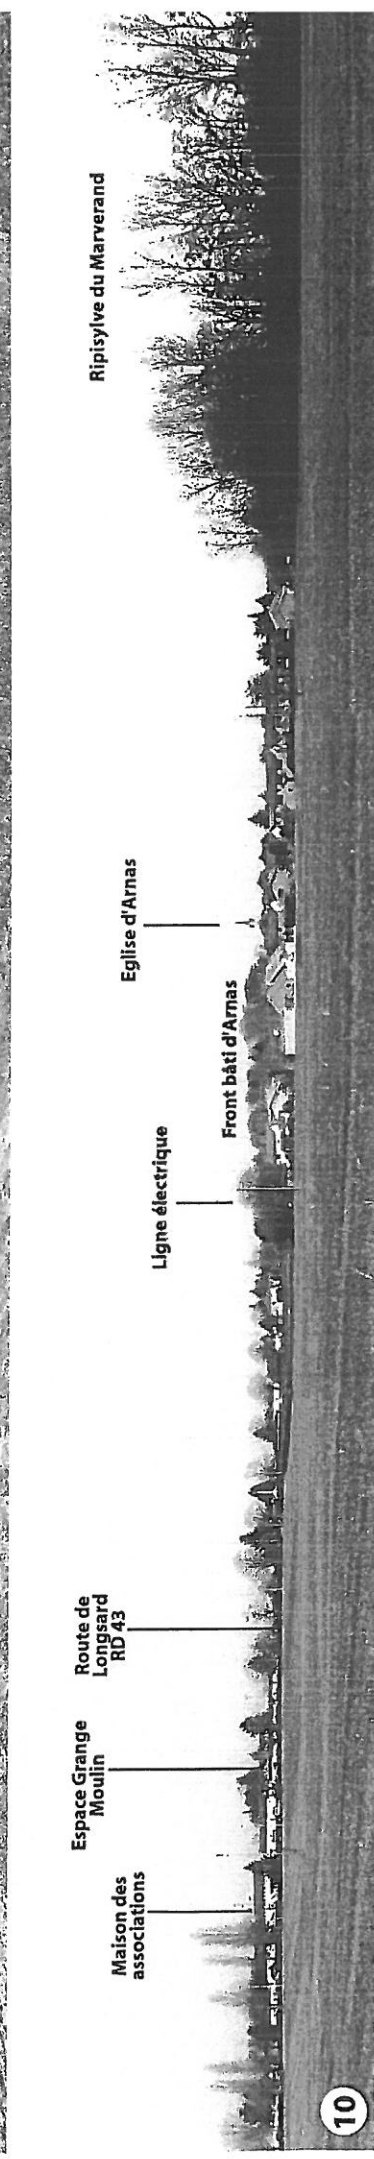 Maison des
associations
Espace Grange
Moulin
Route de
Longsard
RD 43
Ligne électrique
Front bâti d'Arnas
Eglise d'Arnas
Ripisylve du Marverand
10